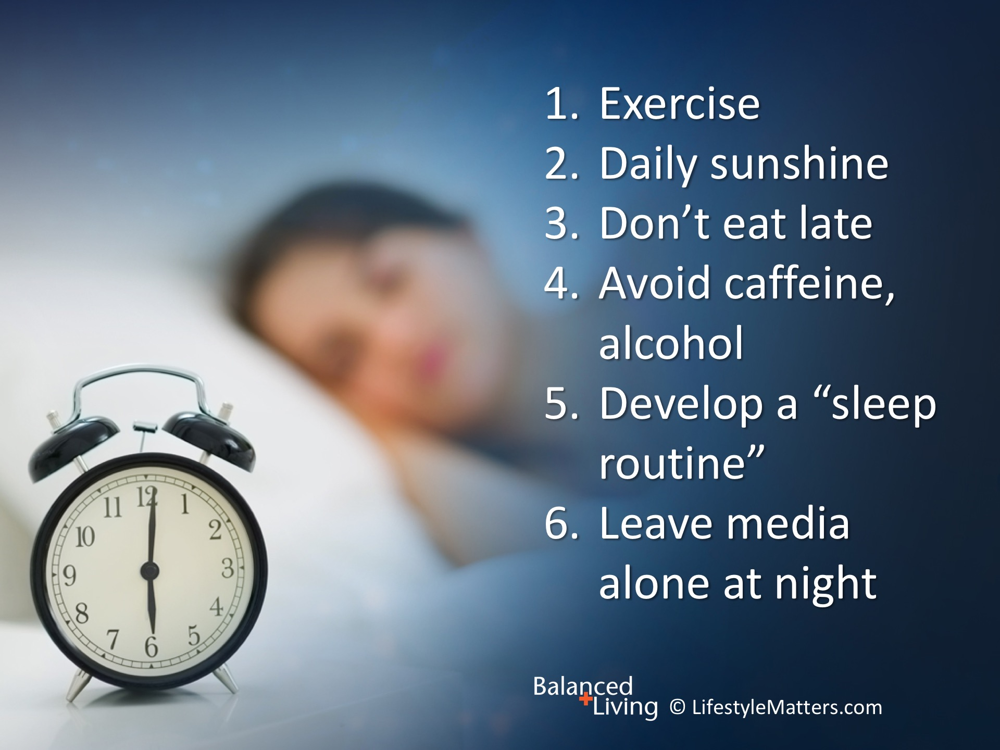 1. Exercise
2. Daily sunshine
3. Don’t eat late
4. Avoid caffeine,
alcohol
5. Develop a “sleep
routine”
6. Leave media
alone at night
12
11
1
10
2
9
3
8
4
7
5
6
Balanced
+Living © LifestyleMatters.com